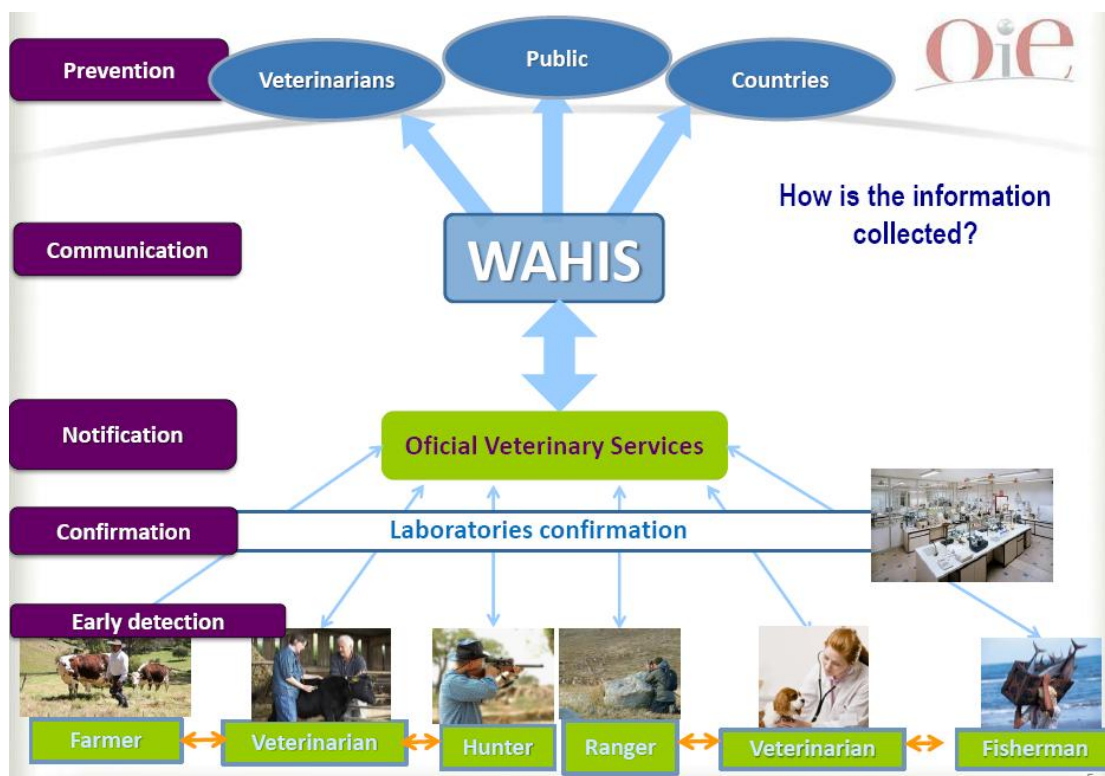 Prevention
Veterinarians
Public
Countries
OiE
How is the information
collected?
Communication
WAHIS
Notification
Oficial Veterinary Services
Confirmation
Laboratories confirmation
Early detection
Farmer
Veterinarian
Hunter
Ranger
Veterinarian
Fisherman